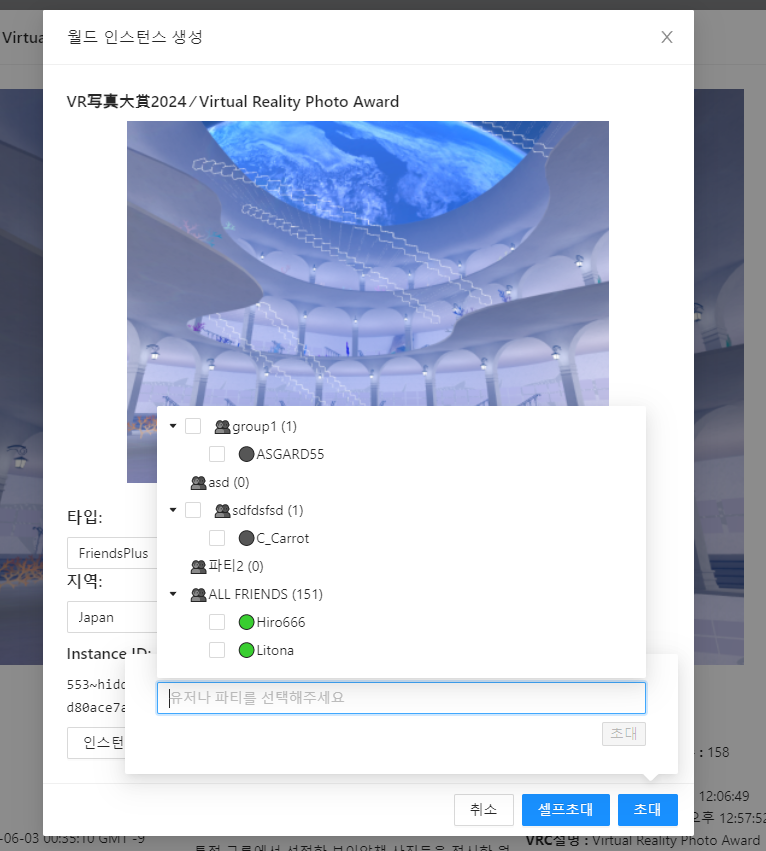 Virtua
월드 인스턴스 생성
VR写真大賞2024 ⁄ Virtual Reality Photo Award
group1 (1)
ASGARD55
asd (0)
sdfdsfsd (1)
C_Carrot
파티2 (0)
ALL FRIENDS (151)
Hiro666
Litona
타입:
FriendsPlus
지역:
Japan
Instance ID:
553~hidd
d80ace7a
유저나 파티를 선택해주세요
초대
인스턴
: 158
취소
셀프초대
초대
12:06:49
오후 12:57:52
-06-03 00:35:10 GMT -9
VRC설명 : Virtual Reality Photo Award